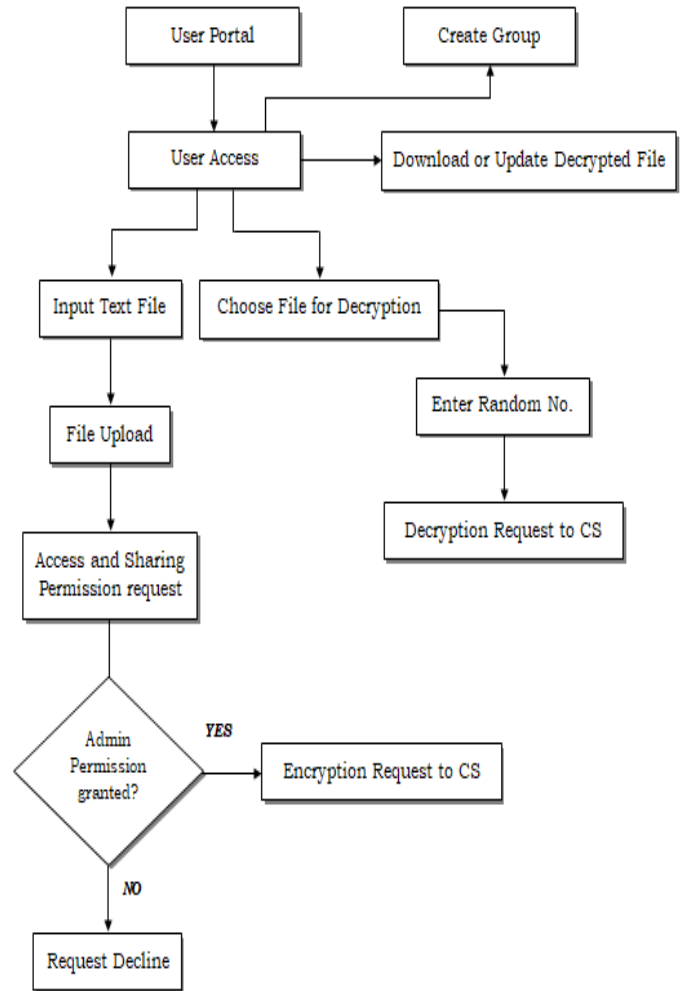 User Portal
Create Group
User Access
Download or Update Decrypted File
Input Text File
Choose File for Decryption
Enter Random No.
File Upload
Decryption Request to CS
Access and Sharing
Permission request
YES
Admin
Permission
granted?
Encryption Request to CS
NO
Request Decline